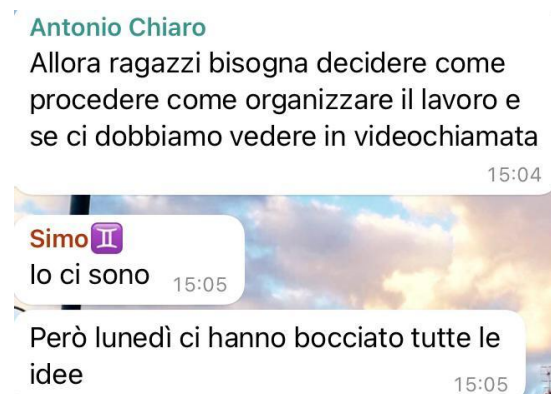 Antonio Chiaro
Allora ragazzi bisogna decidere come
procedere come organizzare il lavoro e
se ci dobbiamo vedere in videochiamata
15:04
Simo♊
Io ci sono 15:05
Però lunedì ci hanno bocciato tutte le
idee 15:05